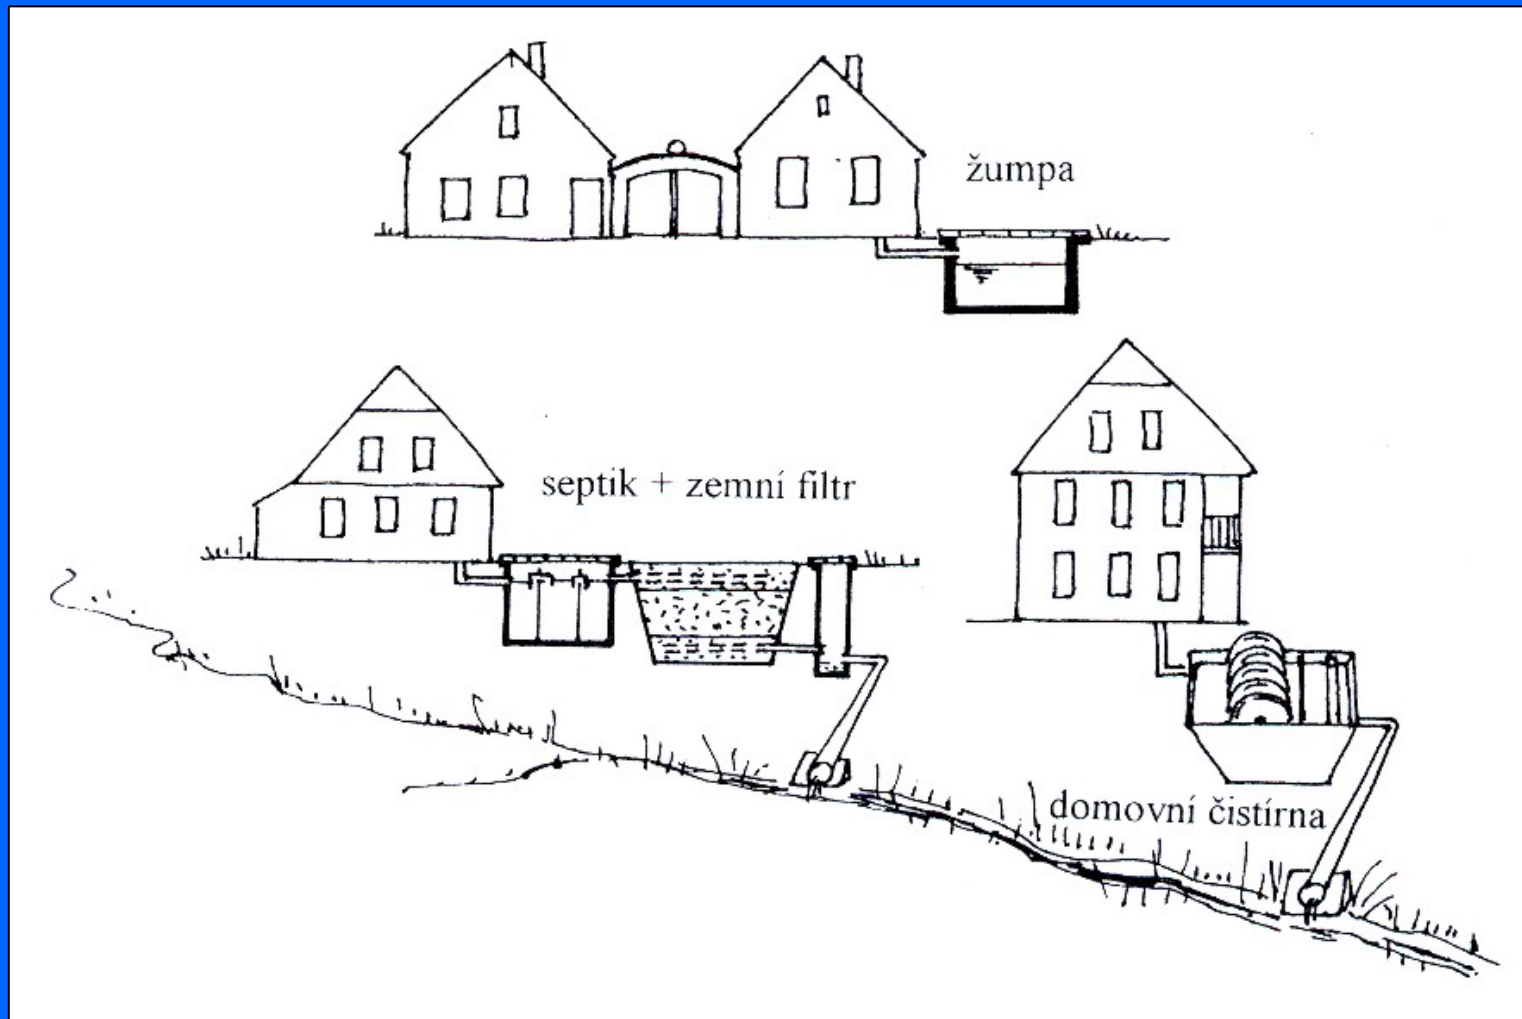 žumpa
septik + zemní filtr
domovní čistírna